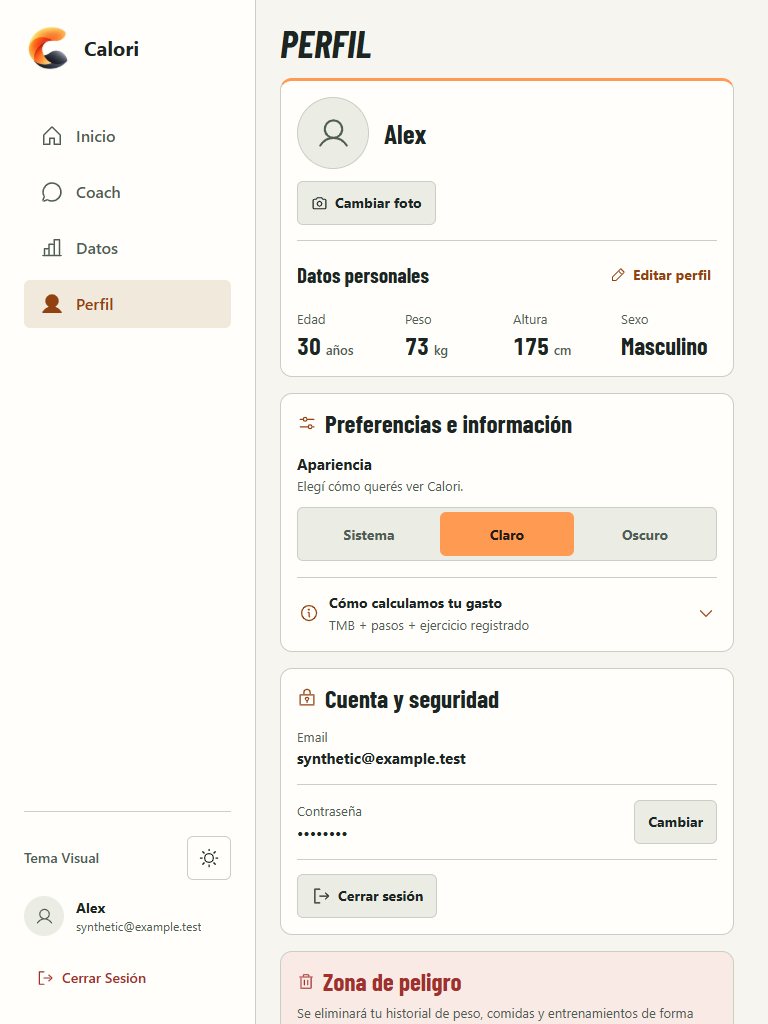 Calori
Inicio
Coach
Datos
Perfil
Tema Visual
Alex
synthetic@example.test
Cerrar Sesión
PERFIL
Alex
Cambiar foto
Datos personales
Editar perfil
Edad Peso Altura Sexo
30 años 73 kg 175 cm Masculino
Preferencias e información
Apariencia
Elegí cómo querés ver Calori.
Sistema Claro Oscuro
Cómo calculamos tu gasto
TMB + pasos + ejercicio registrado
Cuenta y seguridad
Email
synthetic@example.test
Contraseña
••••••••
Cambiar
Cerrar sesión
Zona de peligro
Se eliminará tu historial de peso, comidas y entrenamientos de forma